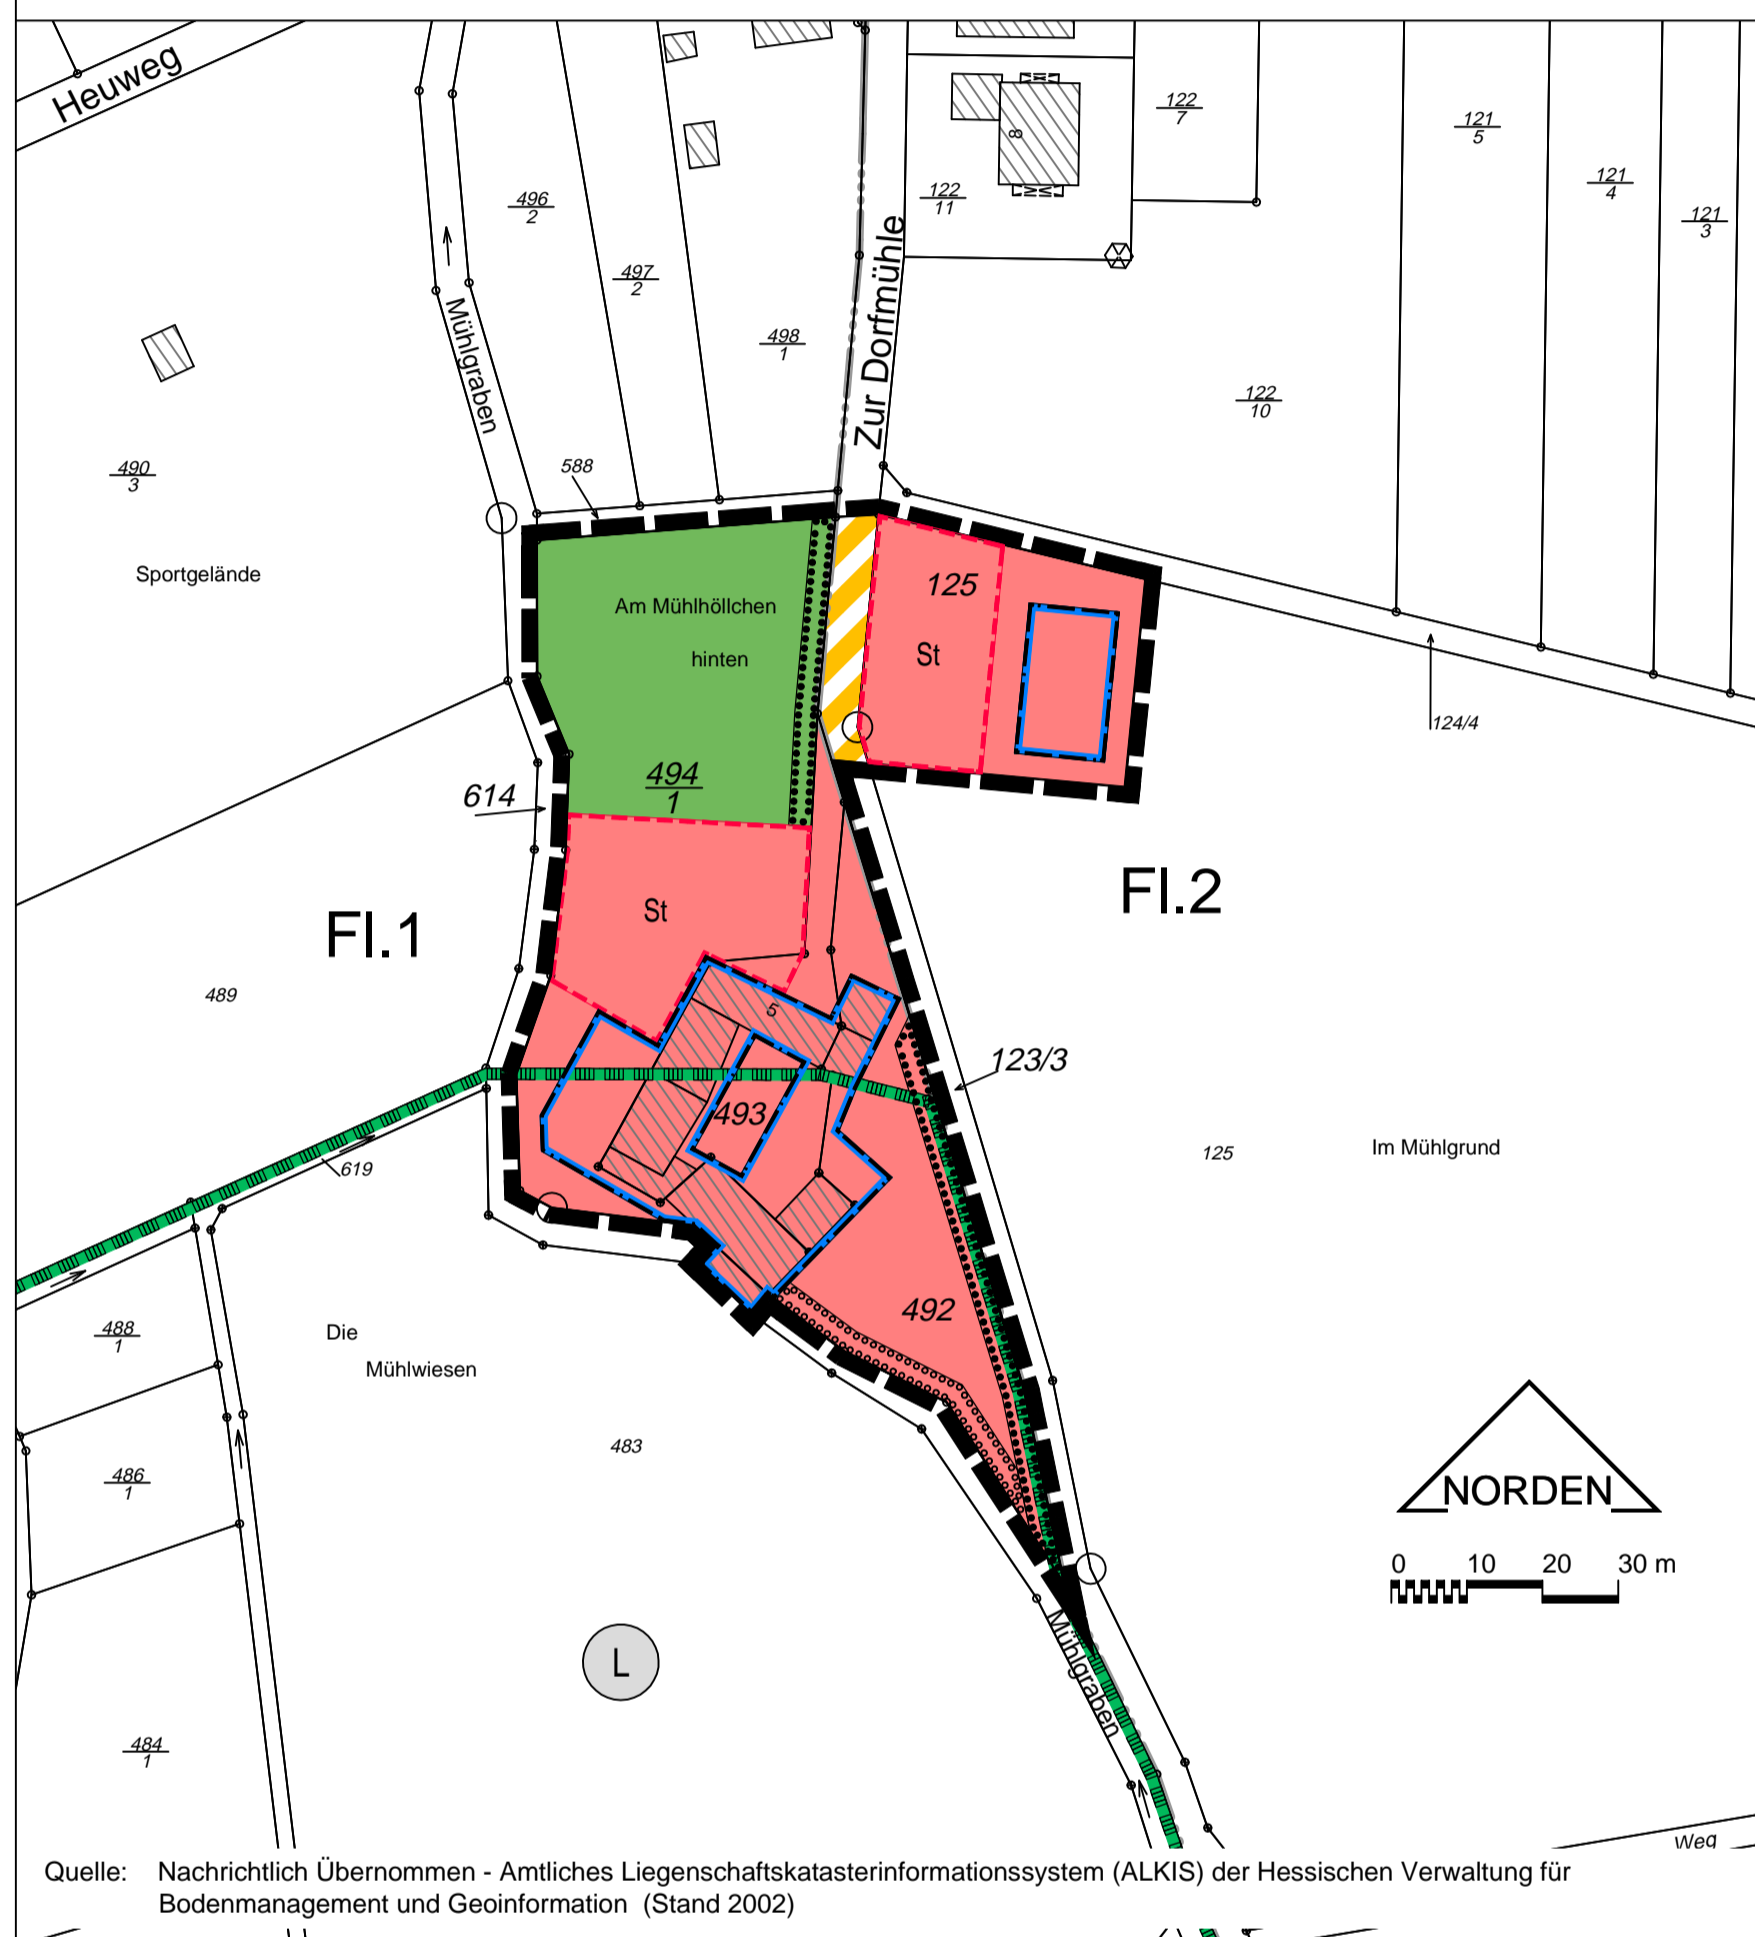 Heuweg
122
7
121
5
121
4
121
3
8
122
11
496
2
497
2
498
1
Mühlgraben
Zur Dorfmühle
122
10
490
3
588
Sportgelände
Am Mühlhöllchen
hinten
125
St
124/4
494
1
614
St
Fl.1
Fl.2
489
5
123/3
493
125
Im Mühlgrund
619
492
488
1
Die
Mühlwiesen
483
486
1
NORDEN
0 10 20 30 m
L
Mühlgraben
484
1
Weg
Quelle: Nachrichtlich Übernommen - Amtliches Liegenschaftskatasterinformationssystem (ALKIS) der Hessischen Verwaltung für
Bodenmanagement und Geoinformation (Stand 2002)